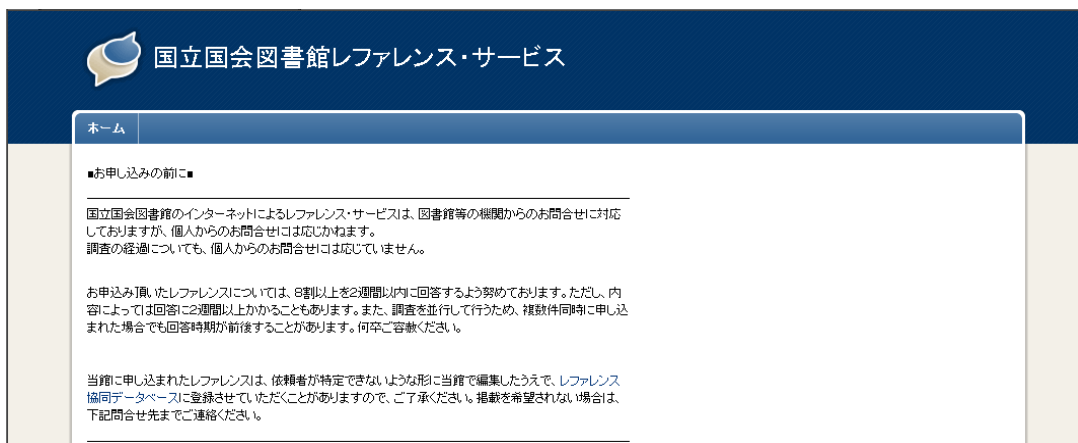 国立国会図書館レファレンス・サービス
ホーム
■お申し込みの前に■
国立国会図書館のインターネットによるレファレンス・サービスは、図書館等の機関からのお問合せに対応
しておりますが、個人からのお問合せには応じかねます。
調査の経過についても、個人からのお問合せには応じていません。
お申込み頂いたレファレンスについては、8割以上を2週間以内に回答するよう努めております。ただし、内
容によっては回答に2週間以上かかることもあります。また、調査を並行して行うため、複数件同時に申し込
まれた場合でも回答時期が前後することがあります。何卒ご容赦ください。
当館に申し込まれたレファレンスは、依頼者が特定できないような形に当館で編集したうえで、レファレンス
協同データベースに登録させていただくことがありますので、ご了承ください。掲載を希望されない場合は、
下記問合せ先までご連絡ください。